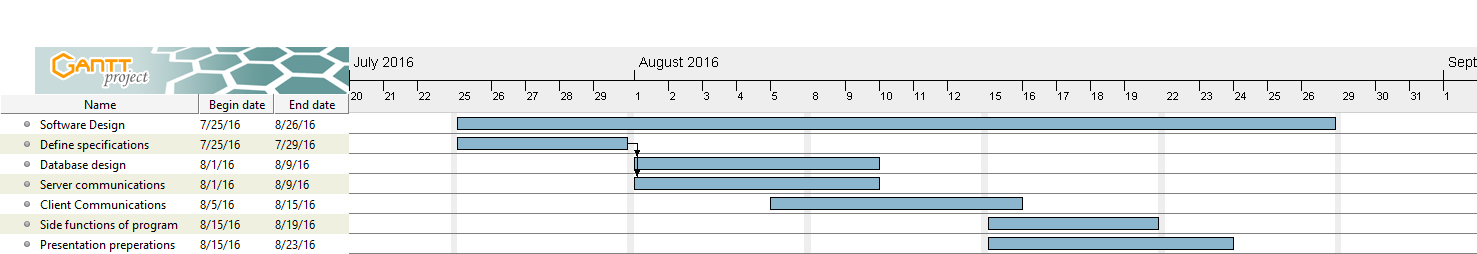 GANTT project
July 2016 August 2016 Sept
20 21 22 25 26 27 28 29 1 2 3 4 5 8 9 10 11 12 15 16 17 18 19 22 23 24 25 26 29 30 31 1
Name Begin date End date
Software Design 7/25/16 8/26/16
Define specifications 7/25/16 7/29/16
Database design 8/1/16 8/9/16
Server communications 8/1/16 8/9/16
Client Communications 8/5/16 8/15/16
Side functions of program 8/15/16 8/19/16
Presentation preperations 8/15/16 8/23/16